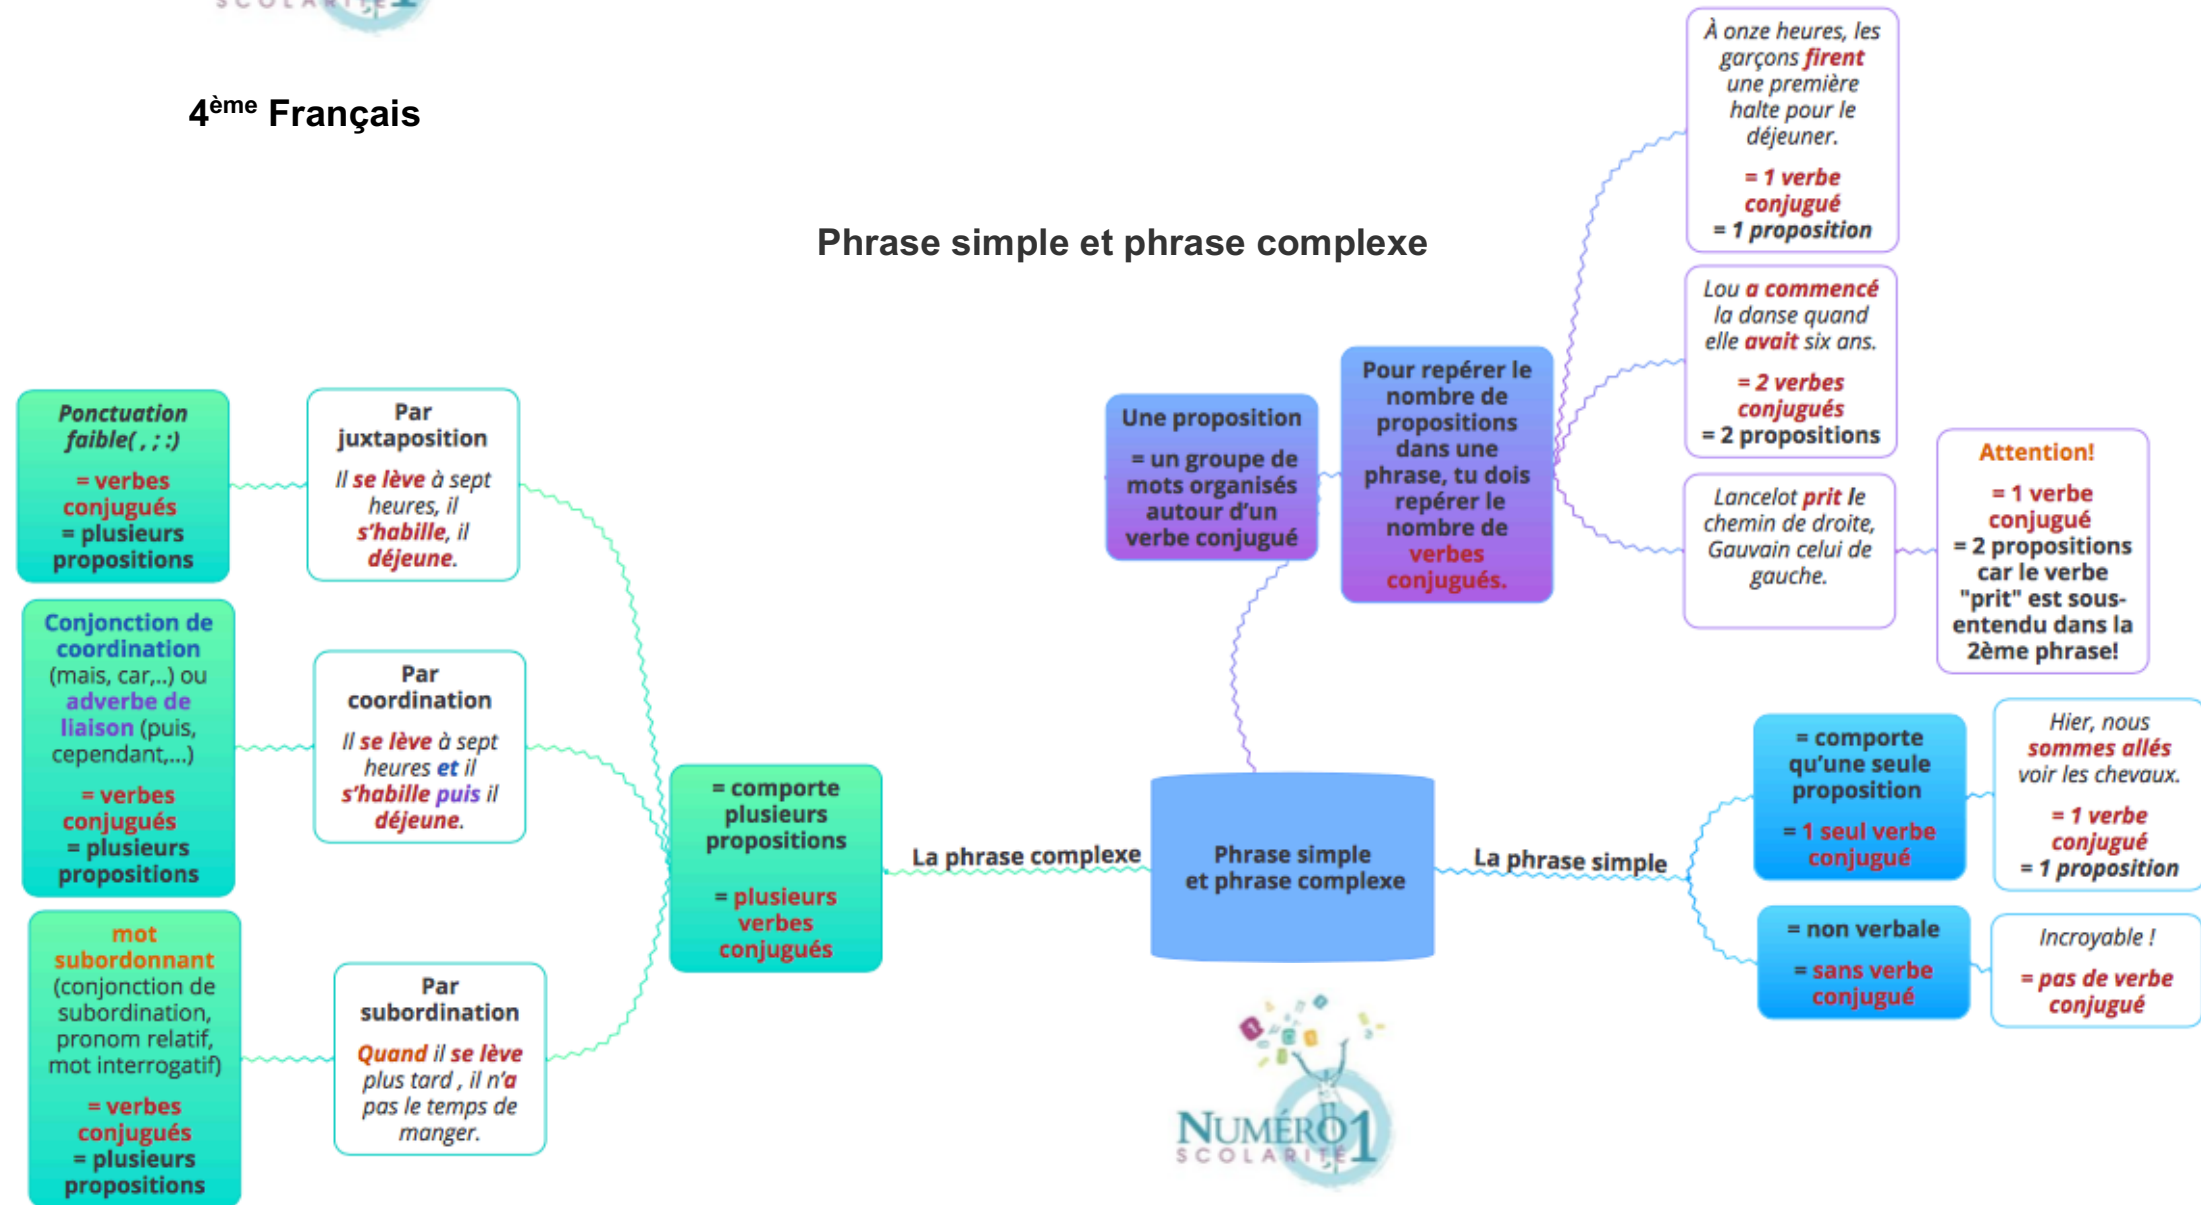 SCOLARITÉ 1
4ème Français
Phrase simple et phrase complexe
À onze heures, les
garçons firent
une première
halte pour le
déjeuner.
= 1 verbe
conjugué
= 1 proposition
Lou a commencé
la danse quand
elle avait six ans.
= 2 verbes
conjugués
= 2 propositions
Lancelot prit le
chemin de droite,
Gauvain celui de
gauche.
Attention!
= 1 verbe
conjugué
= 2 propositions
car le verbe
"prit" est sous-
entendu dans la
2ème phrase!
Pour repérer le
nombre de
propositions
dans une
phrase, tu dois
repérer le
nombre de
verbes
conjugués.
Une proposition
= un groupe de
mots organisés
autour d'un
verbe conjugué
Ponctuation
faible( , ; :)
= verbes
conjugués
= plusieurs
propositions
Par
juxtaposition
Il se lève à sept
heures, il
s'habille, il
déjeune.
Conjonction de
coordination
(mais, car,..) ou
adverbe de
liaison (puis,
cependant,...)
= verbes
conjugués
= plusieurs
propositions
Par
coordination
Il se lève à sept
heures et il
s'habille puis il
déjeune.
mot
subordonnant
(conjonction de
subordination,
pronom relatif,
mot interrogatif)
= verbes
conjugués
= plusieurs
propositions
Par
subordination
Quand il se lève
plus tard , il n'a
pas le temps de
manger.
= comporte
plusieurs
propositions
= plusieurs
verbes
conjugués
La phrase complexe
Phrase simple
et phrase complexe
La phrase simple
= comporte
qu'une seule
proposition
= 1 seul verbe
conjugué
Hier, nous
sommes allés
voir les chevaux.
= 1 verbe
conjugué
= 1 proposition
= non verbale
= sans verbe
conjugué
Incroyable !
= pas de verbe
conjugué
NUMÉRO 1
SCOLARITÉ